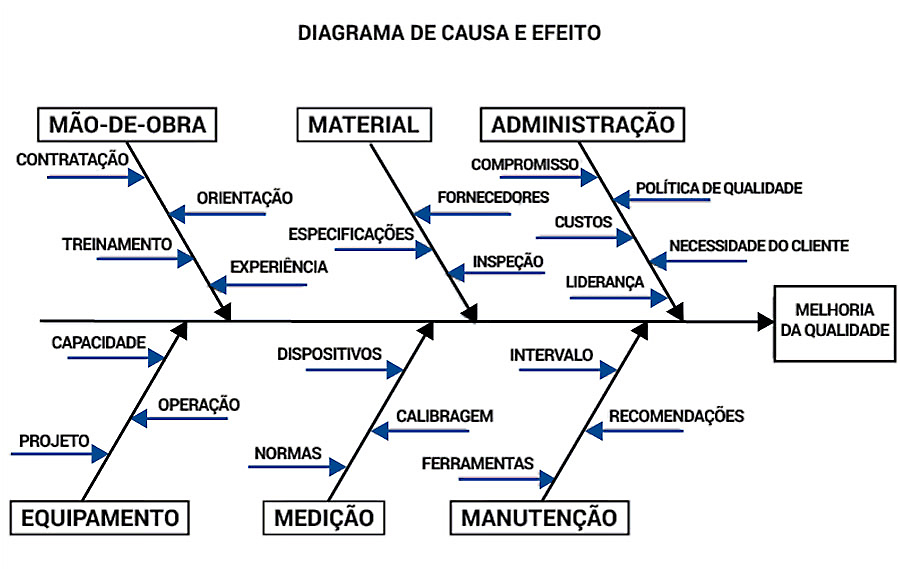 DIAGRAMA DE CAUSA E EFEITO
MÃO-DE-OBRA
MATERIAL
ADMINISTRAÇÃO
CONTRATAÇÃO
ORIENTAÇÃO
TREINAMENTO
EXPERIÊNCIA
FORNECEDORES
ESPECIFICAÇÕES
INSPEÇÃO
COMPROMISSO
POLÍTICA DE QUALIDADE
CUSTOS
NECESSIDADE DO CLIENTE
LIDERANÇA
MELHORIA
DA QUALIDADE
CAPACIDADE
OPERAÇÃO
PROJETO
DISPOSITIVOS
CALIBRAGEM
NORMAS
INTERVALO
RECOMENDAÇÕES
FERRAMENTAS
EQUIPAMENTO
MEDIÇÃO
MANUTENÇÃO